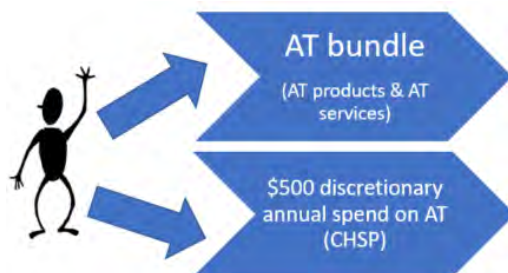 AT bundle
(AT products & AT
services)
$500 discretionary
annual spend on AT
(CHSP)